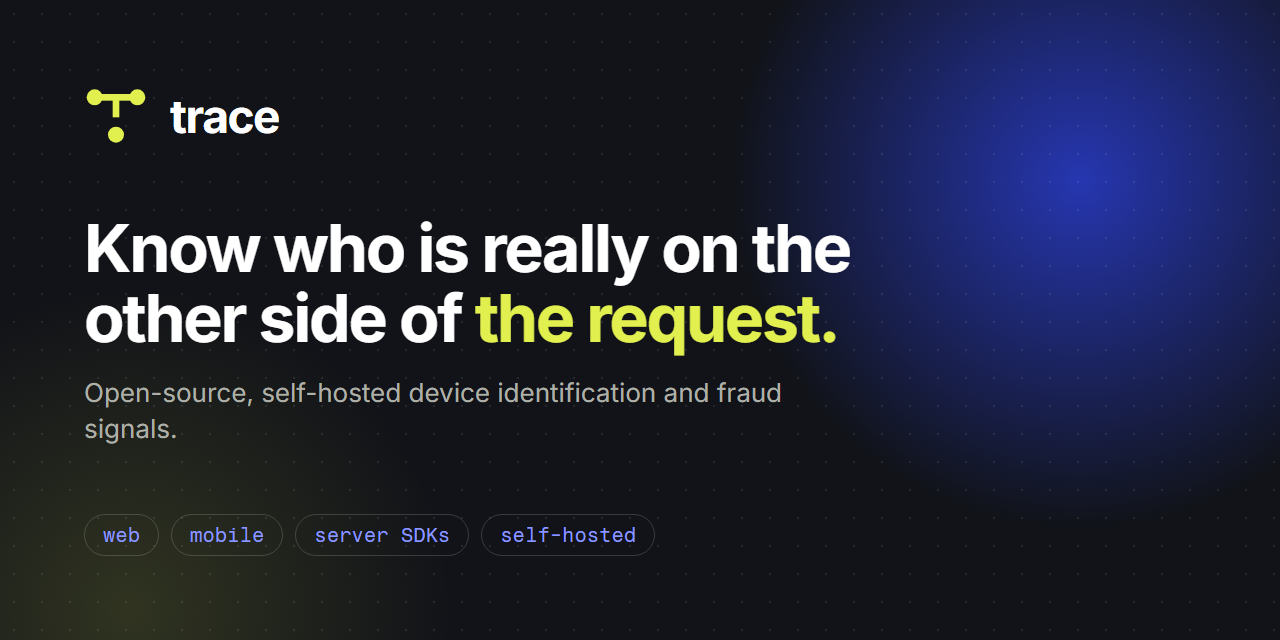 trace
Know who is really on the
other side of the request.
Open-source, self-hosted device identification and fraud
signals.
web
mobile
server SDKs
self-hosted